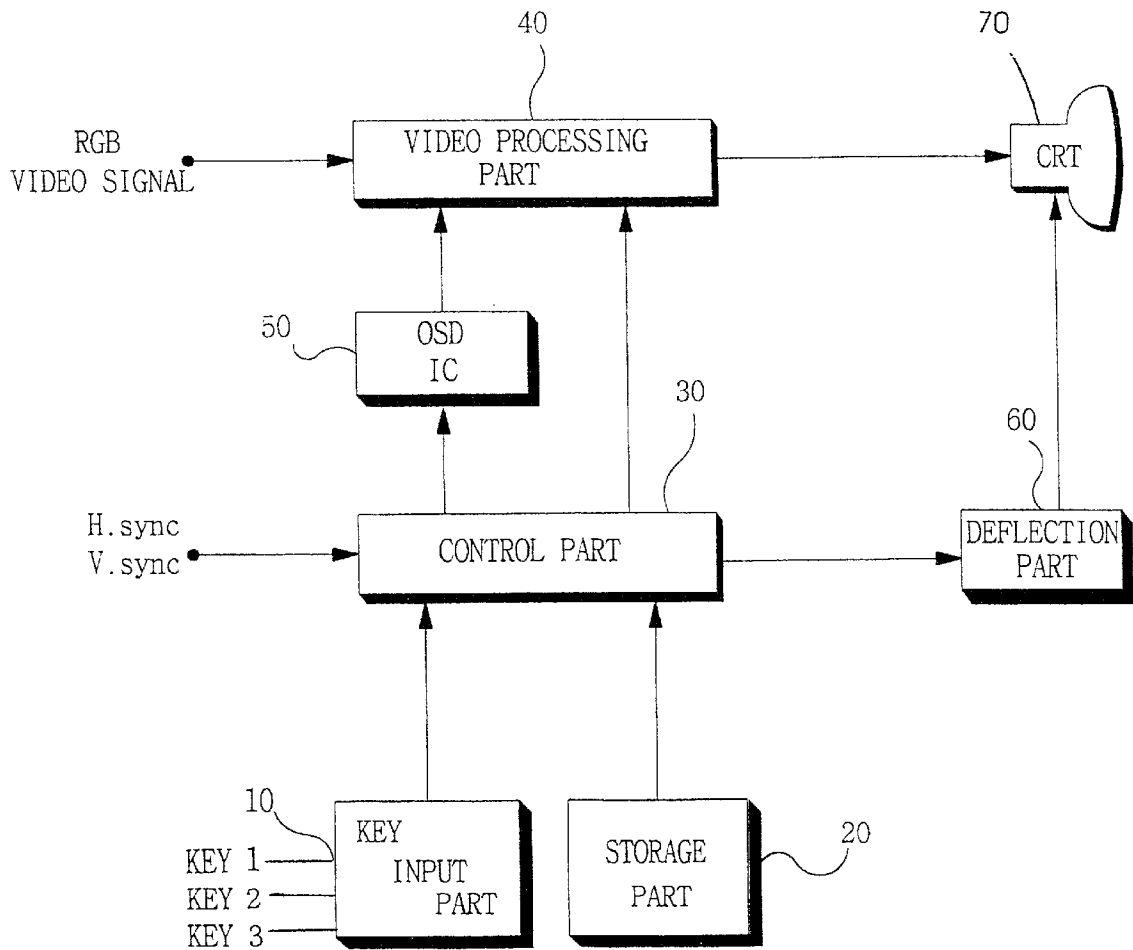 40
70
RGB
VIDEO SIGNAL
VIDEO PROCESSING
PART
CRT
50
OSD
IC
30
60
H.sync
V.sync
CONTROL PART
DEFLECTION
PART
10
KEY
INPUT
PART
KEY 1
KEY 2
KEY 3
STORAGE
PART
20